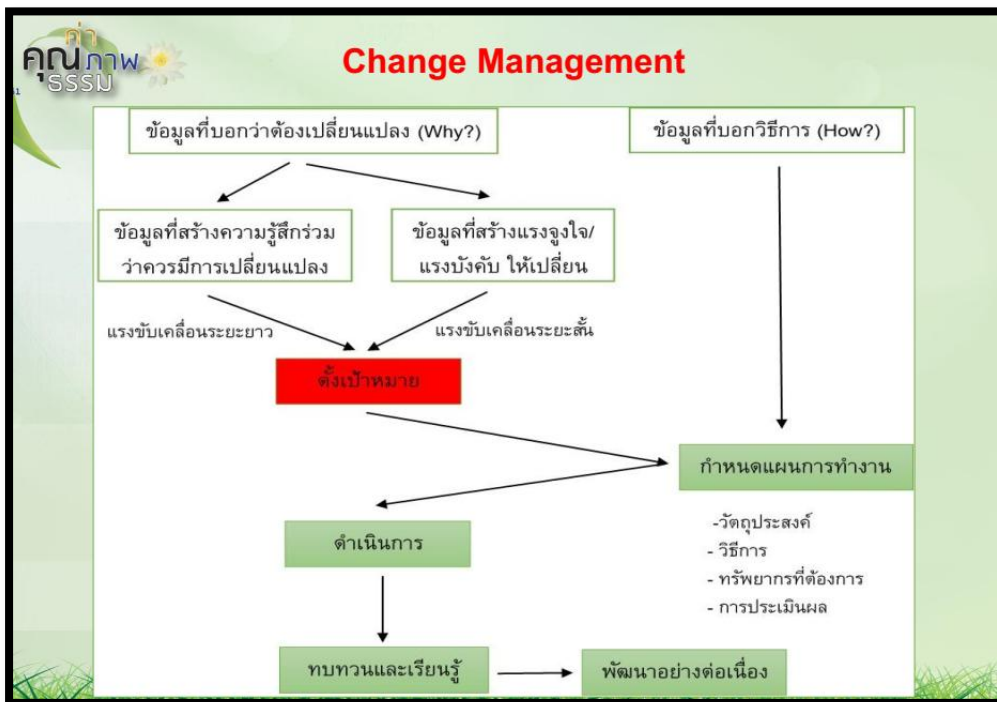 ค่า
คุณภาพ
ธรรม
Change Management
ข้อมูลที่บอกว่าต้องเปลี่ยนแปลง (Why?)
ข้อมูลที่บอกวิธีการ (How?)
ข้อมูลที่สร้างความรู้สึกร่วม
ว่าควรมีการเปลี่ยนแปลง
ข้อมูลที่สร้างแรงจูงใจ/
แรงบังคับ ให้เปลี่ยน
แรงขับเคลื่อนระยะยาว
แรงขับเคลื่อนระยะสั้น
ตั้งเป้าหมาย
กำหนดแผนการทำงาน
-วัตถุประสงค์
- วิธีการ
- ทรัพยากรที่ต้องการ
- การประเมินผล
ดำเนินการ
ทบทวนและเรียนรู้
พัฒนาอย่างต่อเนื่อง